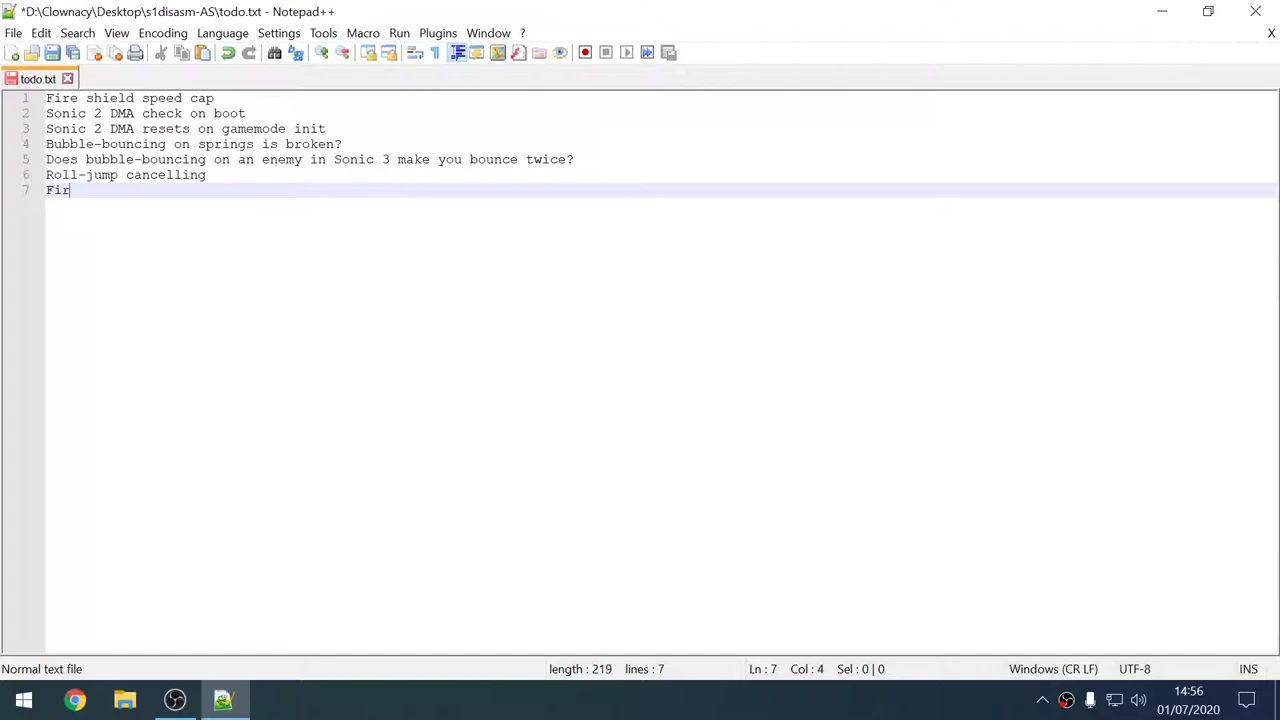 *D:\Clownacy\Desktop\s1disasm-AS\todo.txt - Notepad++
File Edit Search View Encoding Language Settings Tools Macro Run Plugins Window ? X
todo.txt
1 Fire shield speed cap
2 Sonic 2 DMA check on boot
3 Sonic 2 DMA resets on gamemode init
4 Bubble-bouncing on springs is broken?
5 Does bubble-bouncing on an enemy in Sonic 3 make you bounce twice?
6 Roll-jump cancelling
7 Fir
Normal text file length : 219 lines : 7 Ln : 7 Col : 4 Sel : 0 | 0 Windows (CR LF) UTF-8 INS
14:56
01/07/2020